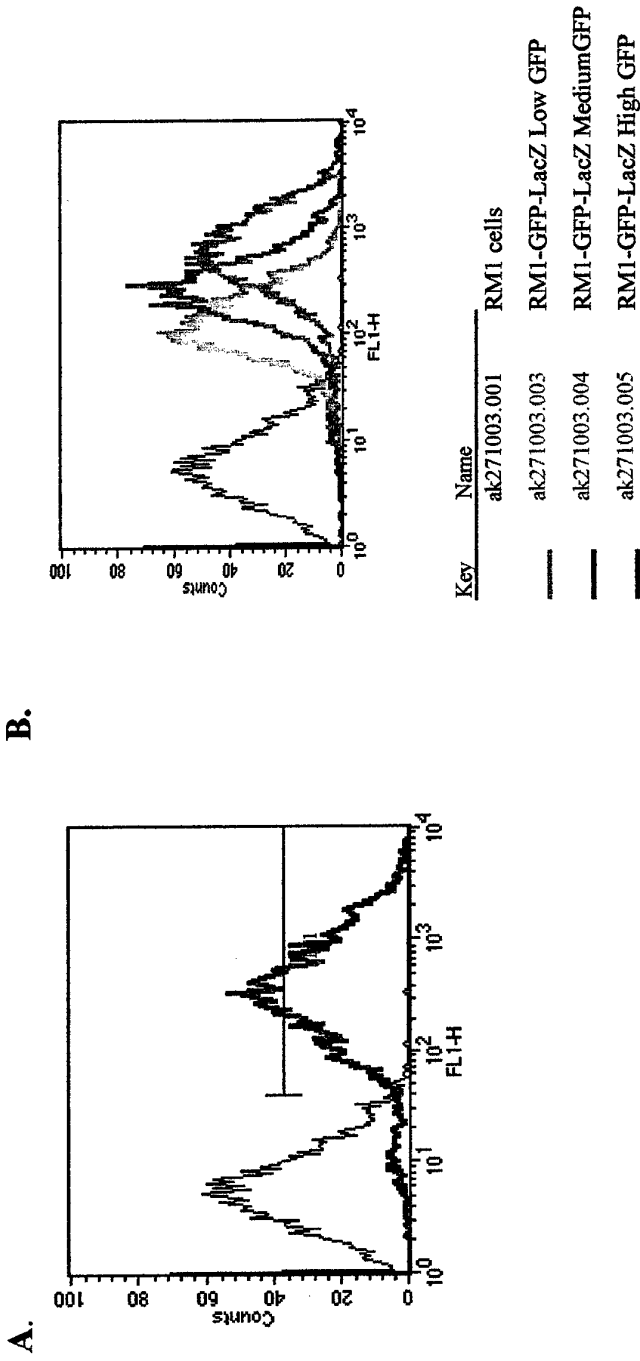 A.
100
80
60
40
20
0
Counts
10^0
10^1
10^2
10^3
10^4
FL1-H
1
B.
100
80
60
40
20
0
Counts
10^0
10^1
10^2
10^3
10^4
FL1-H
Key Name
ak271003.001 RM1 cells
ak271003.003 RM1-GFP-LacZ Low GFP
ak271003.004 RM1-GFP-LacZ MediumGFP
ak271003.005 RM1-GFP-LacZ High GFP